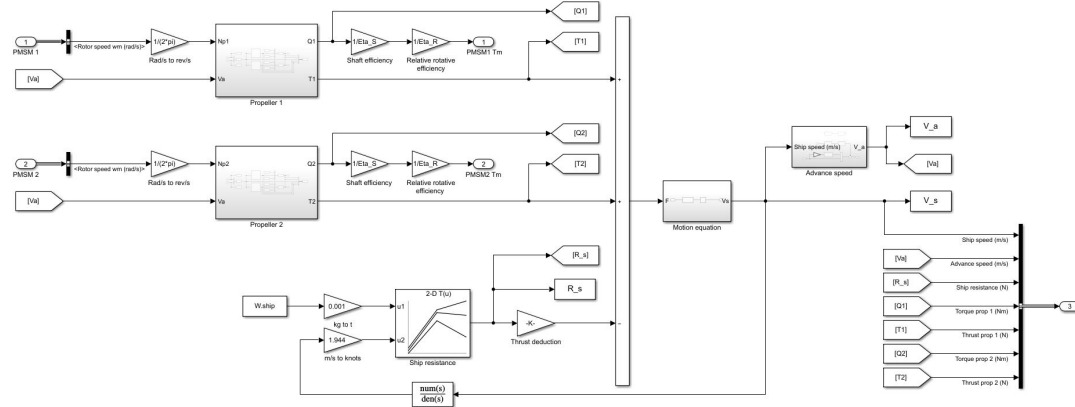 [Q1]
[T1]
1
PMSM 1
<Rotor speed wm (rad/s)>
1/(2*pi)
Rad/s to rev/s
Np1
Q1
Va
T1
Propeller 1
1/Eta_S
Shaft efficiency
1/Eta_R
Relative rotative
efficiency
1
PMSM1 Tm
[Va]
+
[Q2]
[T2]
2
PMSM 2
<Rotor speed wm (rad/s)>
1/(2*pi)
Rad/s to rev/s
Np2
Q2
Va
T2
Propeller 2
1/Eta_S
Shaft efficiency
1/Eta_R
Relative rotative
efficiency
2
PMSM2 Tm
[Va]
+
F
Vs
Motion equation
Ship speed (m/s)
V_a
Advance speed
V_a
[Va]
V_s
[R_s]
R_s
W.ship
0.001
kg to t
1.944
m/s to knots
2-D T(u)
u1
u2
Ship resistance
-K-
Thrust deduction
−
num(s)
den(s)
Ship speed (m/s)
[Va]
Advance speed (m/s)
[R_s]
Ship resistance (N)
[Q1]
Torque prop 1 (Nm)
[T1]
Thrust prop 1 (N)
[Q2]
Torque prop 2 (Nm)
[T2]
Thrust prop 2 (N)
3